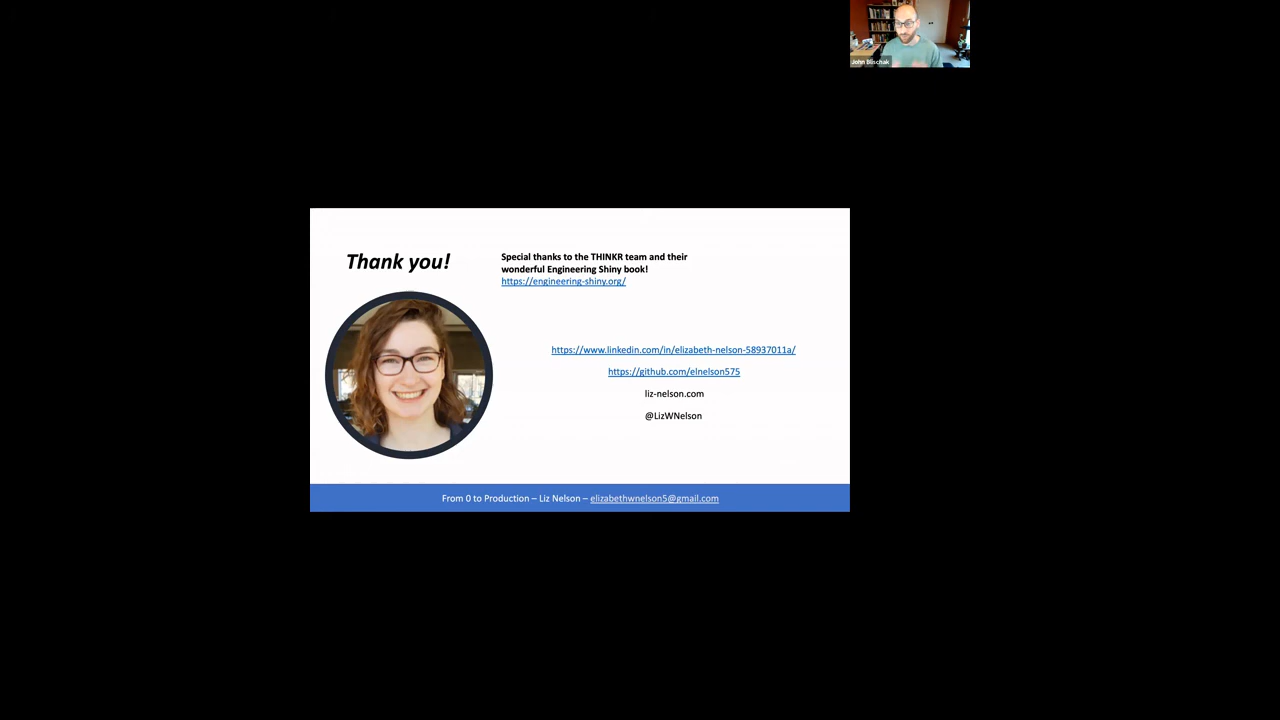 John Blischak
Thank you!
Special thanks to the THINKR team and their
wonderful Engineering Shiny book!
https://engineering-shiny.org/
https://www.linkedin.com/in/elizabeth-nelson-58937011a/
https://github.com/elnelson575
liz-nelson.com
@LizWNelson
From 0 to Production – Liz Nelson – elizabethwnelson5@gmail.com